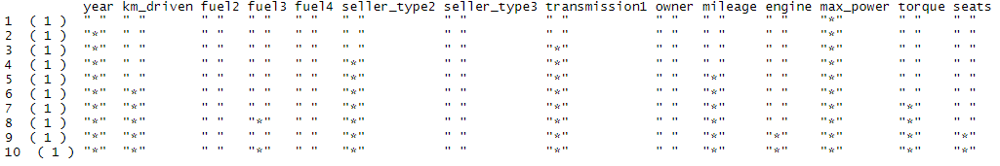 year km_driven fuel2 fuel3 fuel4 seller_type2 seller_type3 transmission1 owner mileage engine max_power torque seats
1 ( 1 ) " " " " " " " " " " " " " " " " " " " " " " "*" " " " "
2 ( 1 ) "*" " " " " " " " " " " " " " " " " " " " " "*" " " " "
3 ( 1 ) "*" " " " " " " " " " " " " "*" " " " " " " "*" " " " "
4 ( 1 ) "*" " " " " " " " " "*" " " "*" " " " " " " "*" " " " "
5 ( 1 ) "*" " " " " " " " " "*" " " "*" " " "*" " " "*" " " " "
6 ( 1 ) "*" "*" " " " " " " "*" " " "*" " " "*" " " "*" " " " "
7 ( 1 ) "*" "*" " " " " " " "*" " " "*" " " "*" " " "*" "*" " "
8 ( 1 ) "*" "*" " " "*" " " "*" " " "*" " " "*" " " "*" "*" " "
9 ( 1 ) "*" "*" " " " " " " "*" " " "*" " " "*" "*" "*" "*" "*"
10 ( 1 ) "*" "*" " " "*" " " "*" " " "*" " " "*" "*" "*" "*" "*"